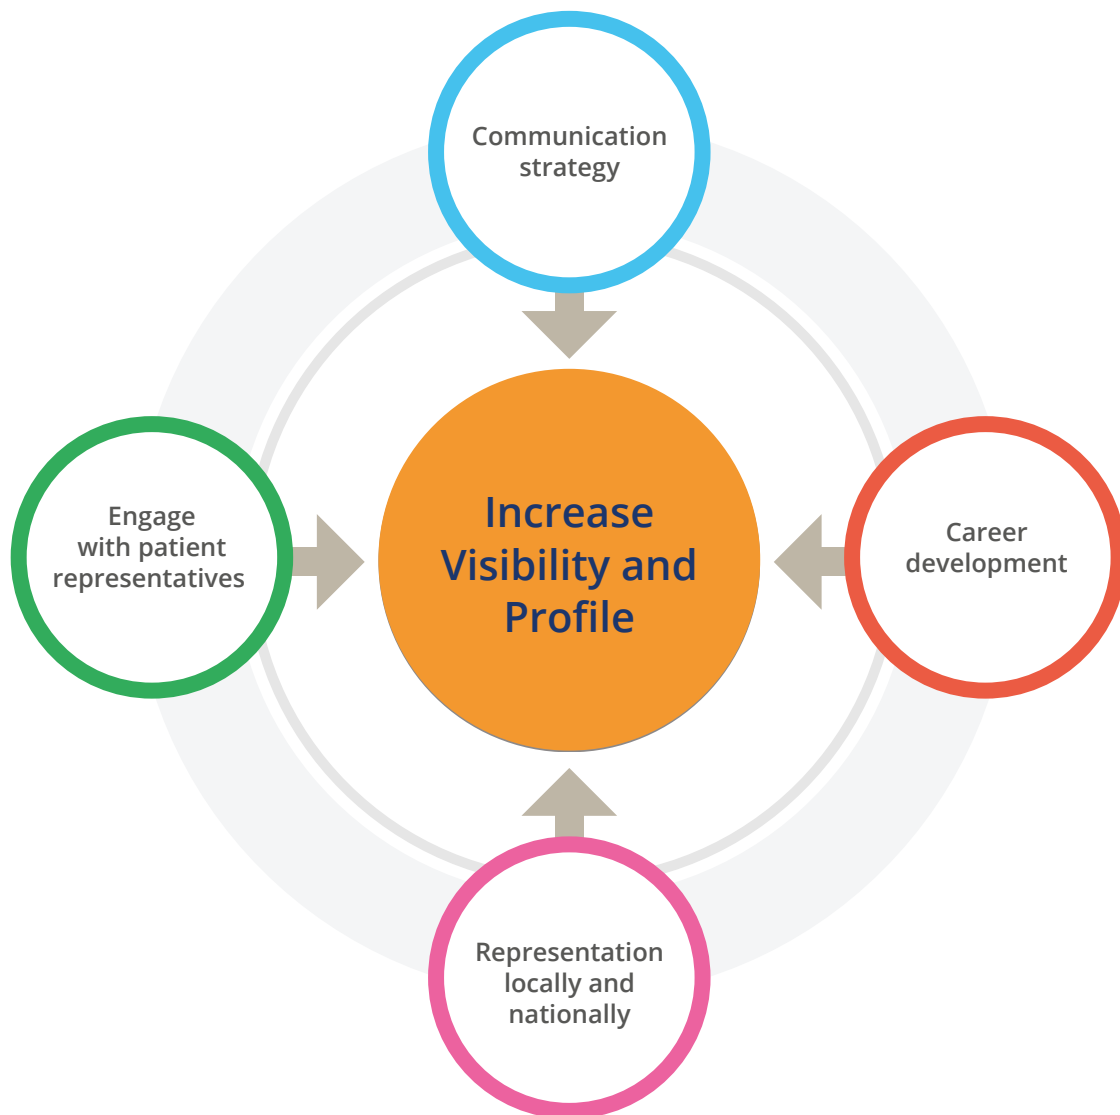 Communication
strategy
Engage
with patient
representatives
Increase
Visibility and
Profile
Career
development
Representation
locally and
nationally